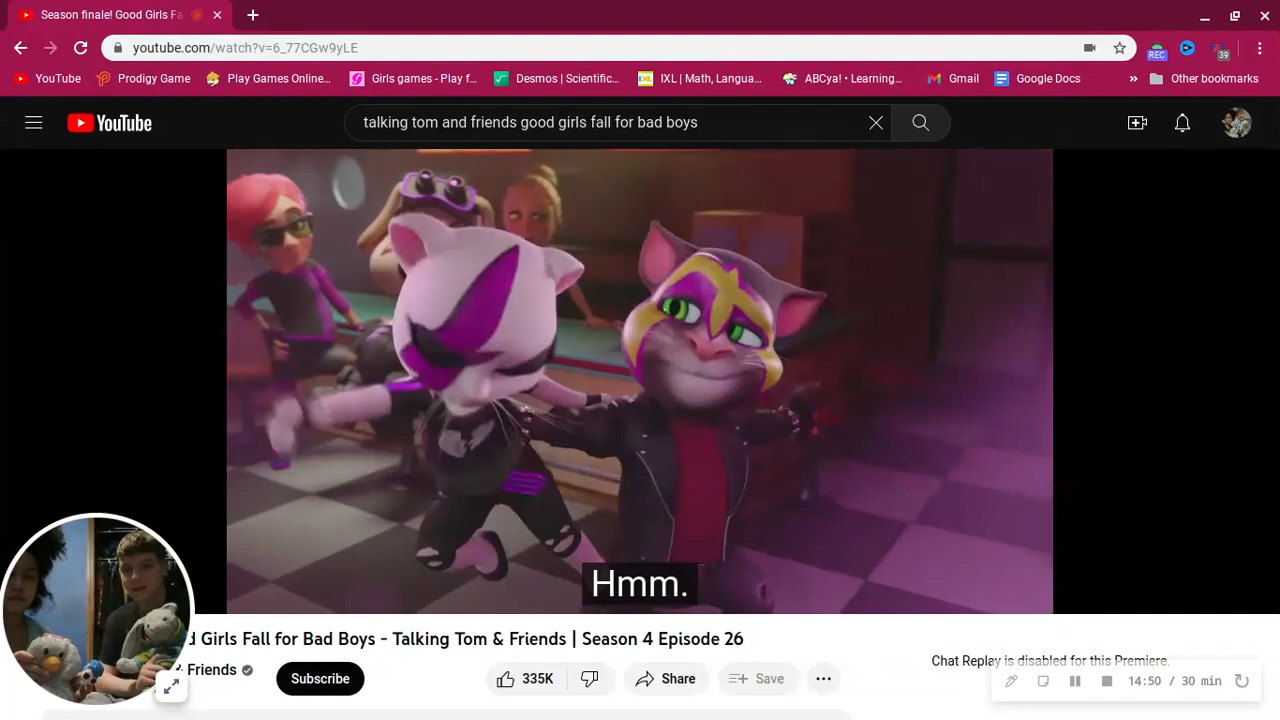 Season finale! Good Girls Fa
youtube.com/watch?v=6_77CGw9yLE
REC
39
YouTube
Prodigy Game
Play Games Online...
Girls games - Play f...
Desmos | Scientific...
IXL | Math, Langua...
ABCya! • Learning...
Gmail
Google Docs
»
Other bookmarks
YouTube
talking tom and friends good girls fall for bad boys
Hmm.
d Girls Fall for Bad Boys - Talking Tom & Friends | Season 4 Episode 26
Friends
Subscribe
335K
Share
Save
Chat Replay is disabled for this Premiere.
14:50 / 30 min